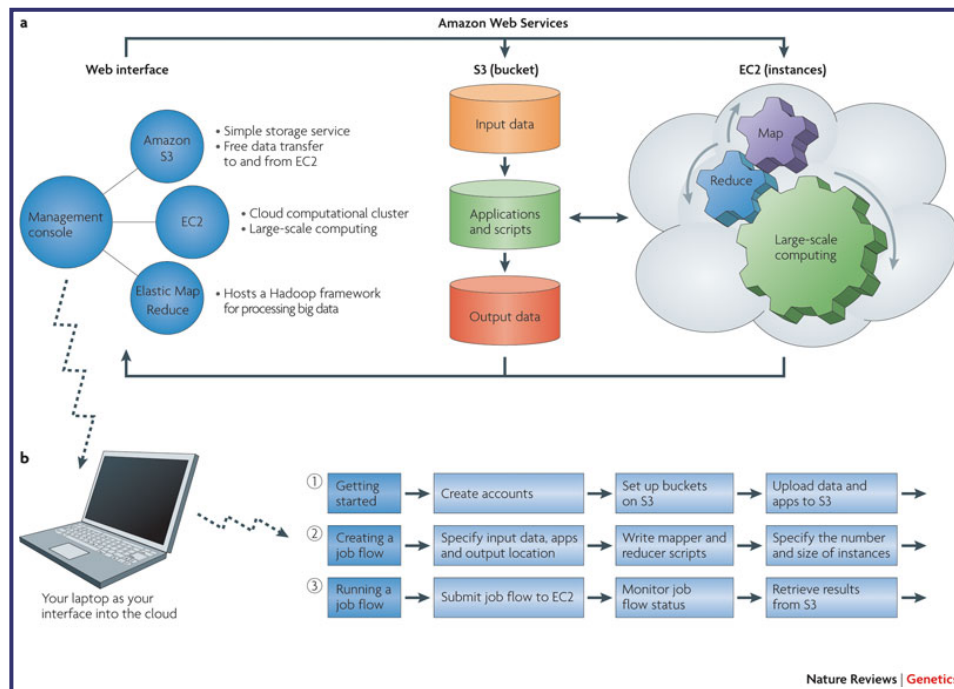 a
Amazon Web Services
Web interface
S3 (bucket)
EC2 (instances)
Amazon
S3
• Simple storage service
• Free data transfer
to and from EC2
Management
console
EC2
• Cloud computational cluster
• Large-scale computing
Elastic Map
Reduce
• Hosts a Hadoop framework
for processing big data
Input data
Applications
and scripts
Output data
Map
Reduce
Large-scale
computing
b
Your laptop as your
interface into the cloud
1
Getting
started
Create accounts
Set up buckets
on S3
Upload data and
apps to S3
2
Creating a
job flow
Specify input data, apps
and output location
Write mapper and
reducer scripts
Specify the number
and size of instances
3
Running a
job flow
Submit job flow to EC2
Monitor job
flow status
Retrieve results
from S3
Nature Reviews | Genetics